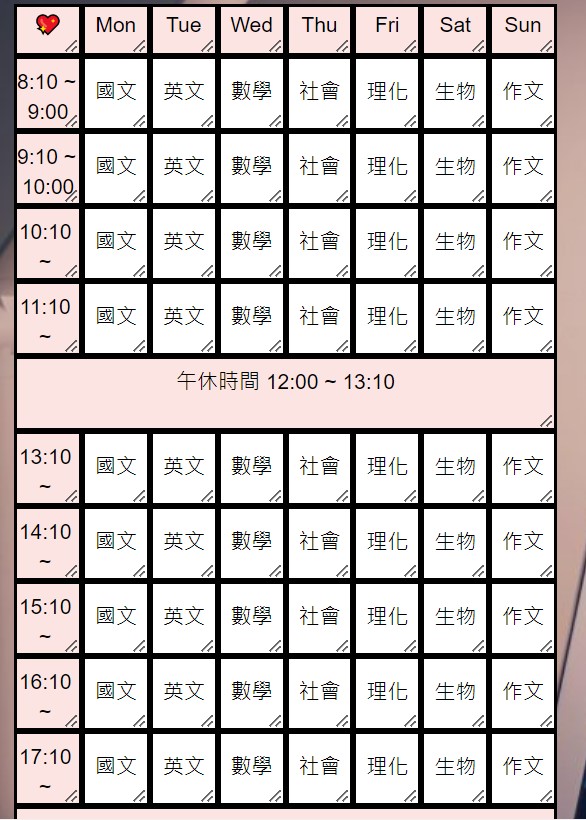 💘 Mon Tue Wed Thu Fri Sat Sun
8:10 ~
9:00 國文 英文 數學 社會 理化 生物 作文
9:10 ~
10:00 國文 英文 數學 社會 理化 生物 作文
10:10
~ 國文 英文 數學 社會 理化 生物 作文
11:10
~ 國文 英文 數學 社會 理化 生物 作文
午休時間 12:00 ~ 13:10
13:10
~ 國文 英文 數學 社會 理化 生物 作文
14:10
~ 國文 英文 數學 社會 理化 生物 作文
15:10
~ 國文 英文 數學 社會 理化 生物 作文
16:10
~ 國文 英文 數學 社會 理化 生物 作文
17:10
~ 國文 英文 數學 社會 理化 生物 作文